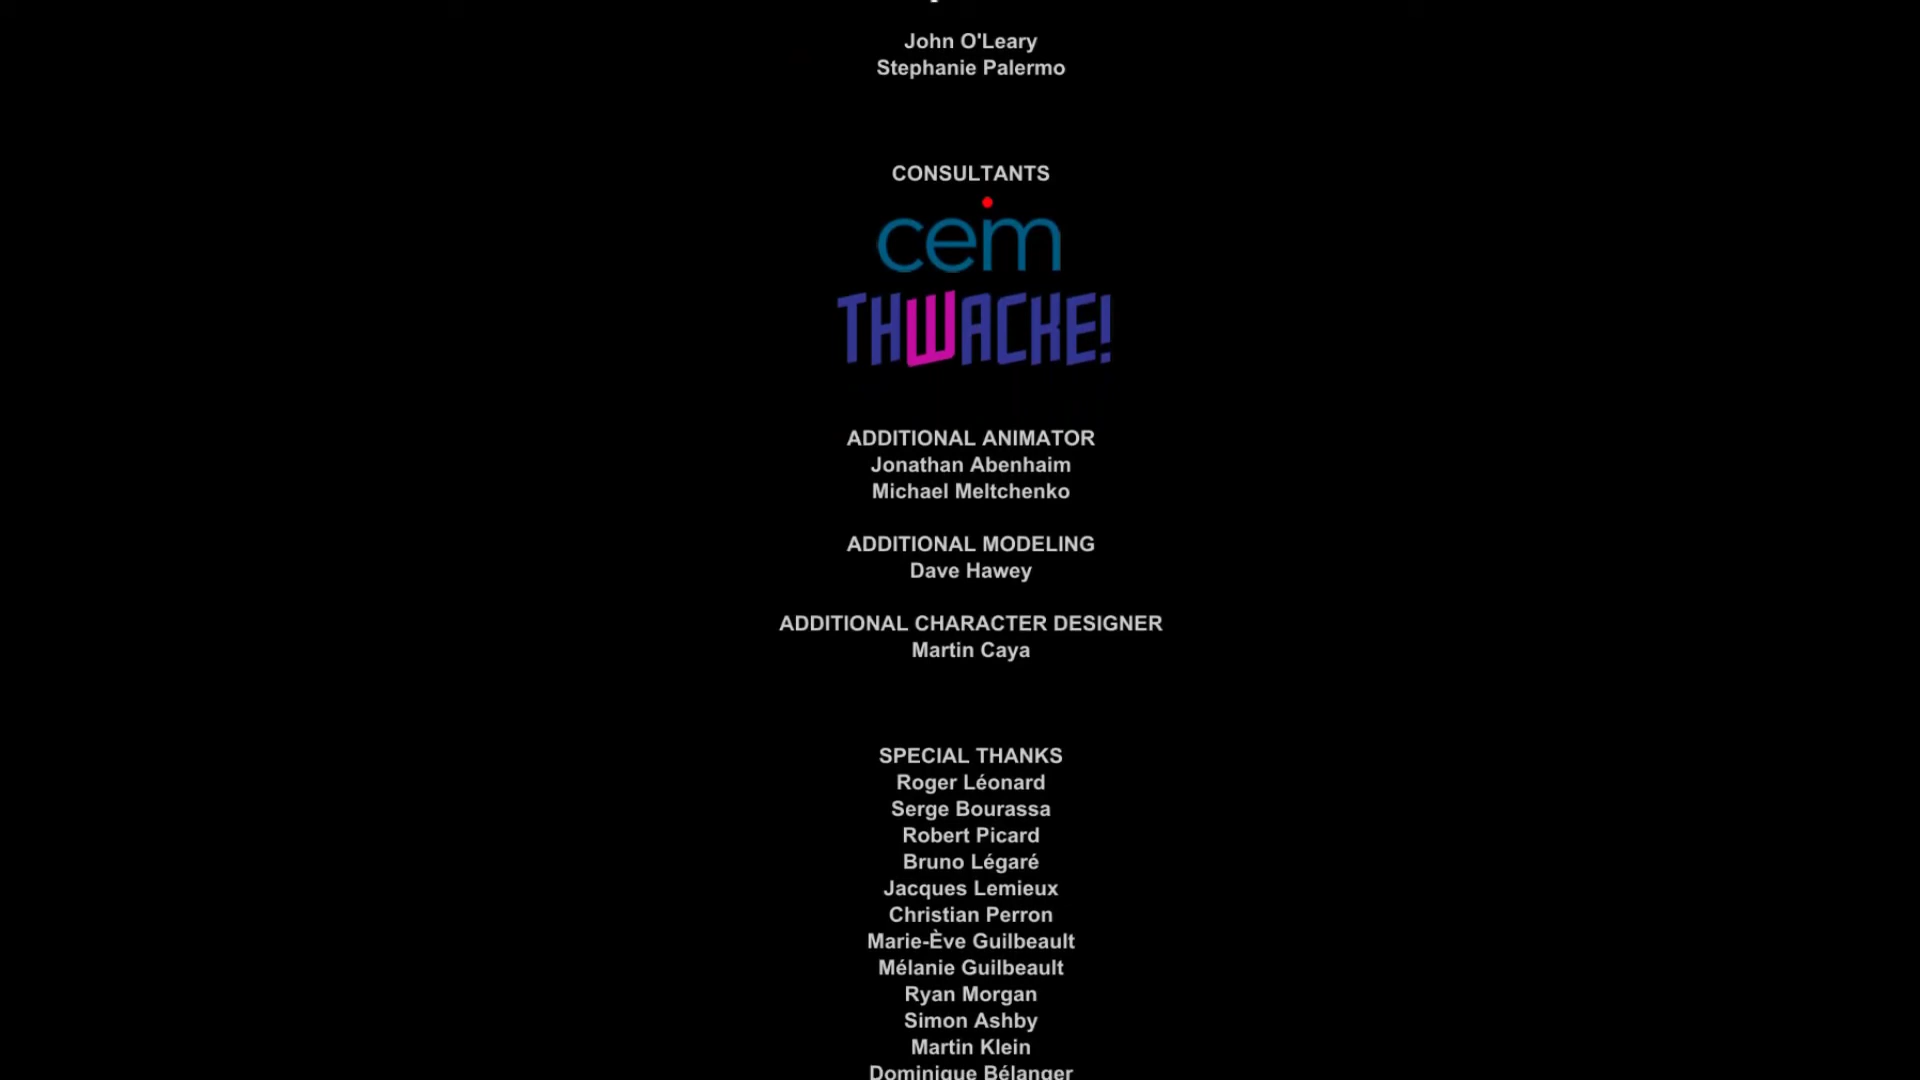 John O'Leary
Stephanie Palermo
CONSULTANTS
cem
THWACKE!
ADDITIONAL ANIMATOR
Jonathan Abenhaim
Michael Meltchenko
ADDITIONAL MODELING
Dave Hawey
ADDITIONAL CHARACTER DESIGNER
Martin Caya
SPECIAL THANKS
Roger Léonard
Serge Bourassa
Robert Picard
Bruno Légaré
Jacques Lemieux
Christian Perron
Marie-Ève Guilbeault
Mélanie Guilbeault
Ryan Morgan
Simon Ashby
Martin Klein
Dominique Bélanger